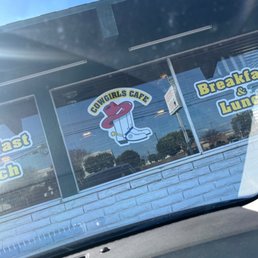 COWGIRLS CAFE
Breakfast
&
Lunch
ast
&
ch